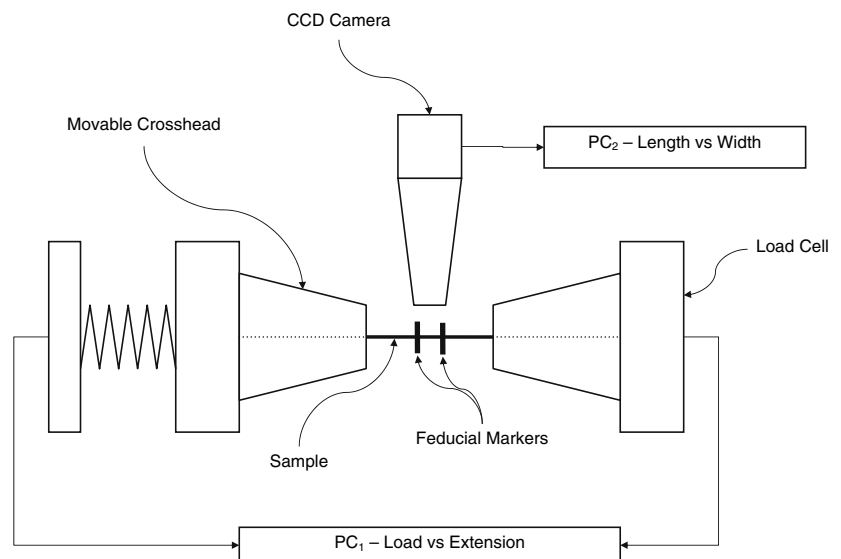 CCD Camera
Movable Crosshead
PC₂ – Length vs Width
Load Cell
Feducial Markers
Sample
PC₁ – Load vs Extension